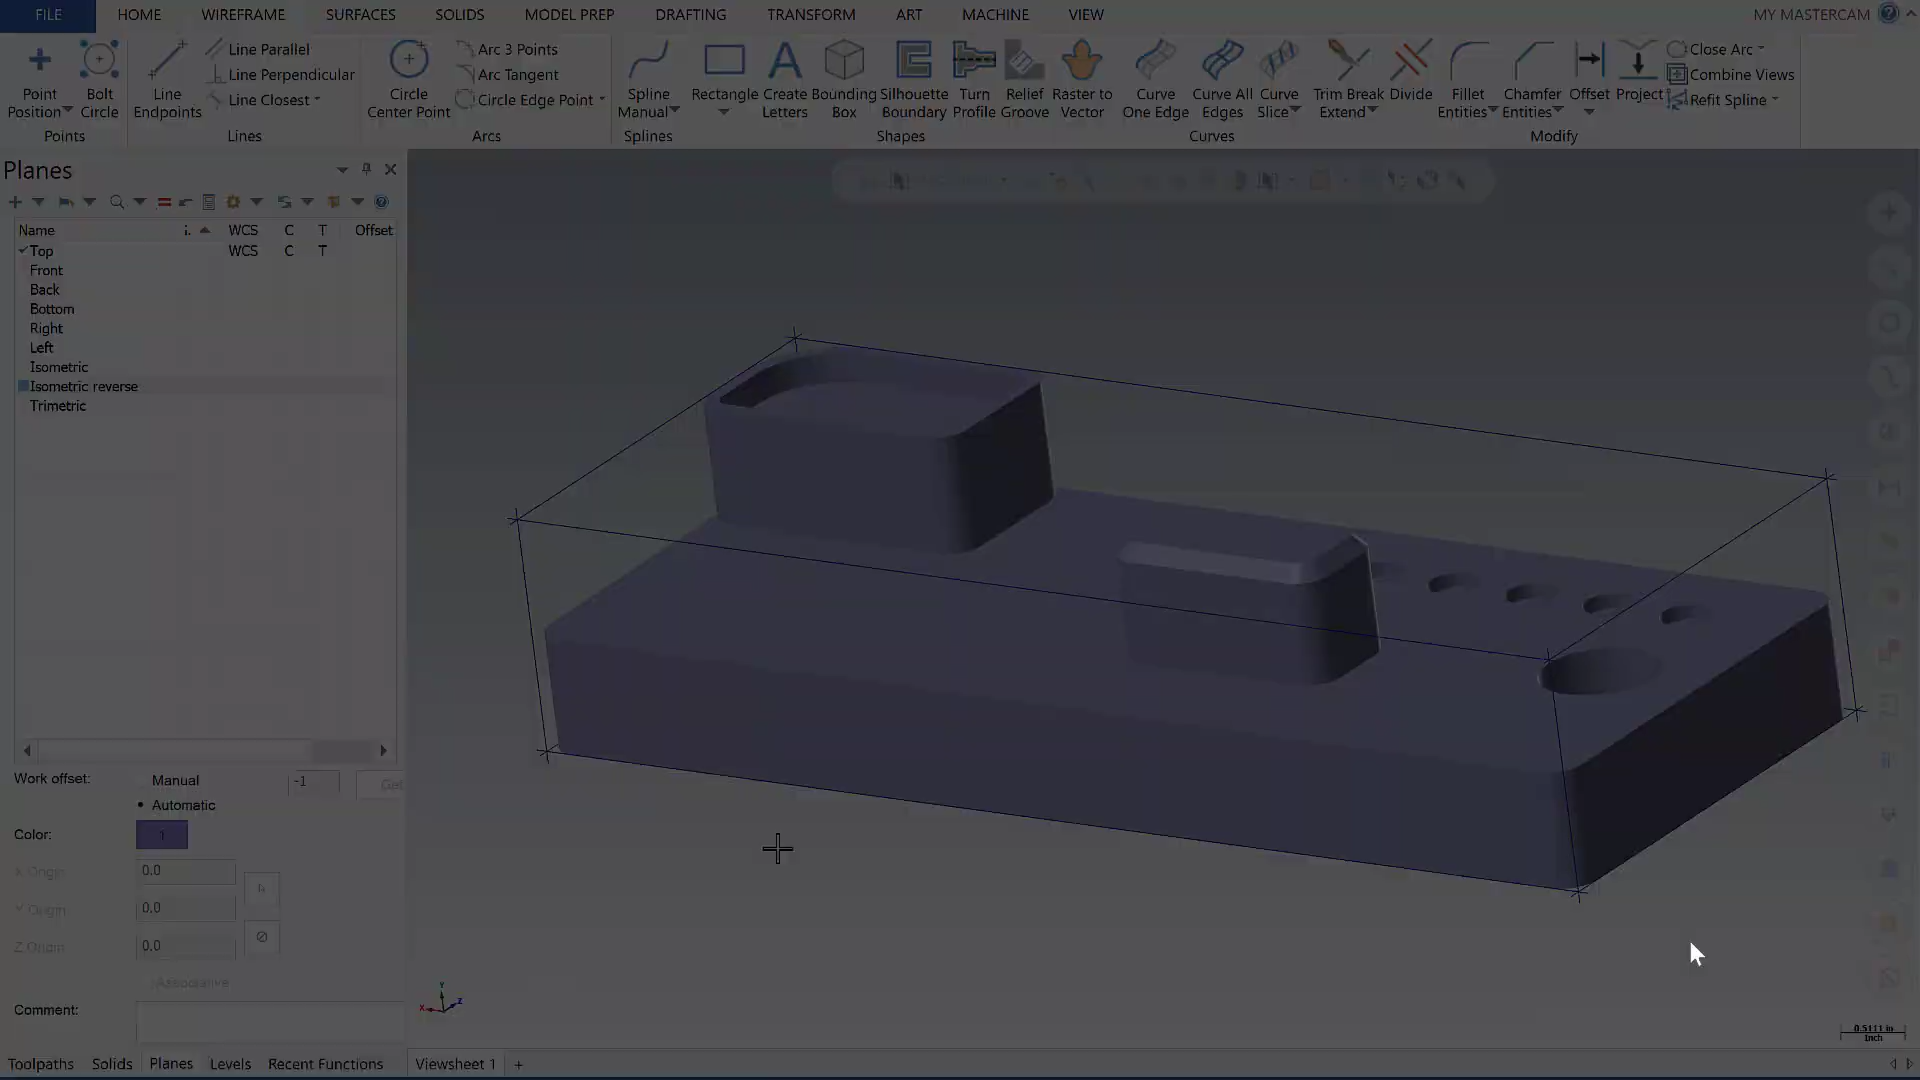 FILE HOME WIREFRAME SURFACES SOLIDS MODEL PREP DRAFTING TRANSFORM ART MACHINE VIEW MY MASTERCAM
Point Position
Bolt Circle
Points
Line Endpoints
Line Parallel
Line Perpendicular
Line Closest
Lines
Circle Center Point
Arc 3 Points
Arc Tangent
Circle Edge Point
Arcs
Spline Manual
Splines
Rectangle
Create Letters
Bounding Box
Silhouette Boundary
Turn Profile
Relief Groove
Raster to Vector
Shapes
Curve One Edge
Curve All Edges
Curve Slice
Curves
Trim Break Extend
Divide
Fillet Entities
Chamfer Entities
Offset
Project
Close Arc
Combine Views
Refit Spline
Modify
Planes
Name i. WCS C T Offset
Top WCS C T
Front
Back
Bottom
Right
Left
Isometric
Isometric reverse
Trimetric
Work offset: Manual -1 Get
Automatic
Color: 1
X Origin 0.0
Y Origin 0.0
Z Origin 0.0
Associative
Comment:
Y
X Z
0.5111 in
Inch
Toolpaths Solids Planes Levels Recent Functions Viewsheet 1 +